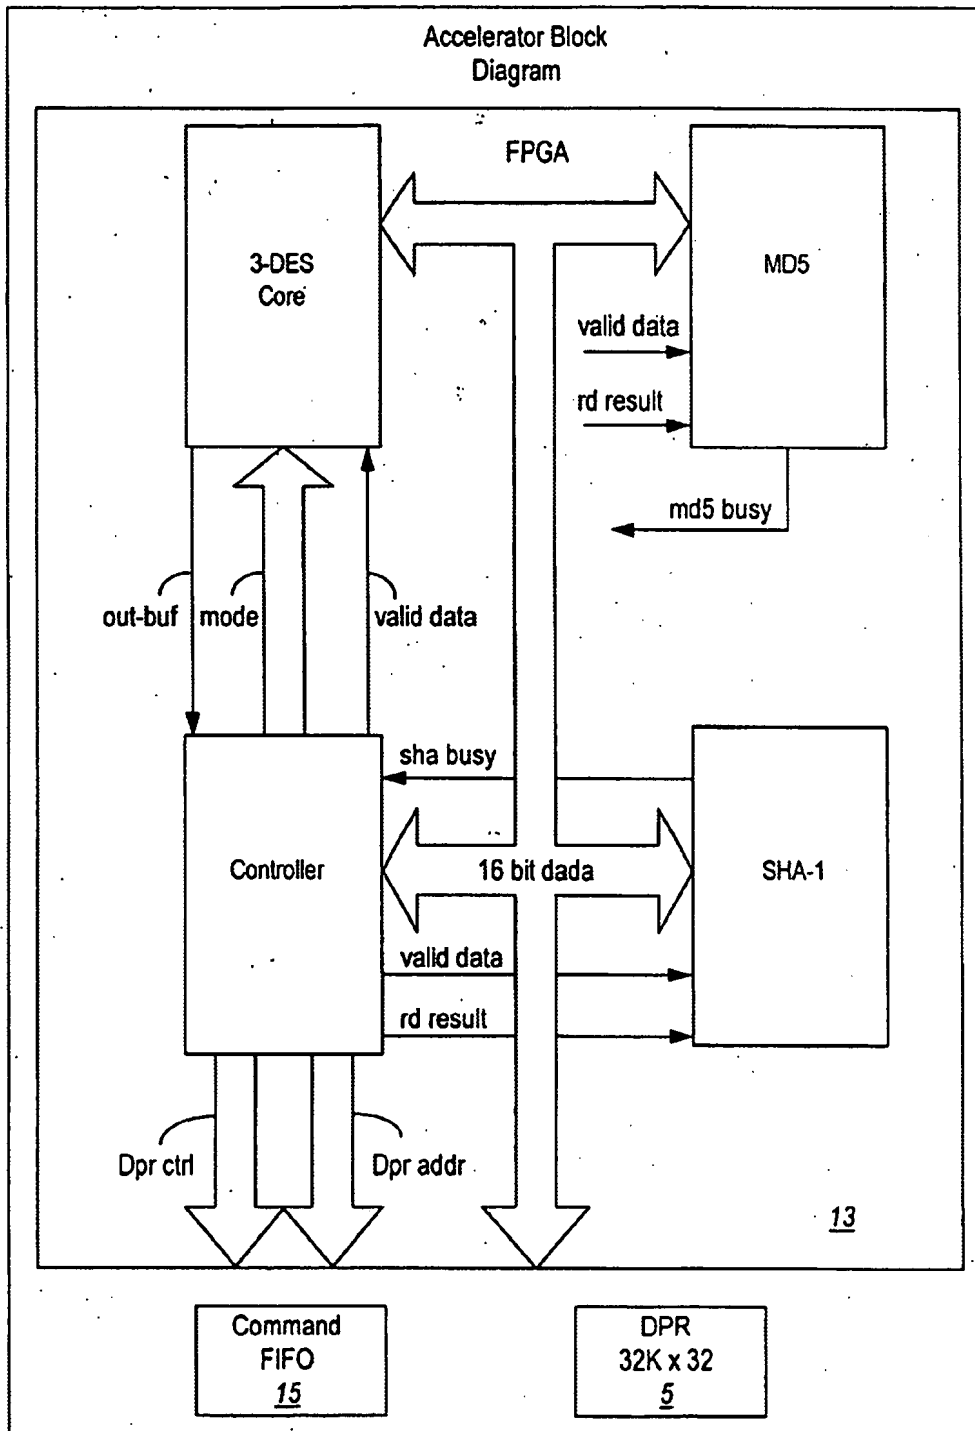 Accelerator Block
Diagram
FPGA
3-DES
Core
MD5
valid data
rd result
md5 busy
out-buf
mode
valid data
sha busy
Controller
16 bit dada
SHA-1
valid data
rd result
Dpr ctrl
Dpr addr
13
Command
FIFO
15
DPR
32K x 32
5